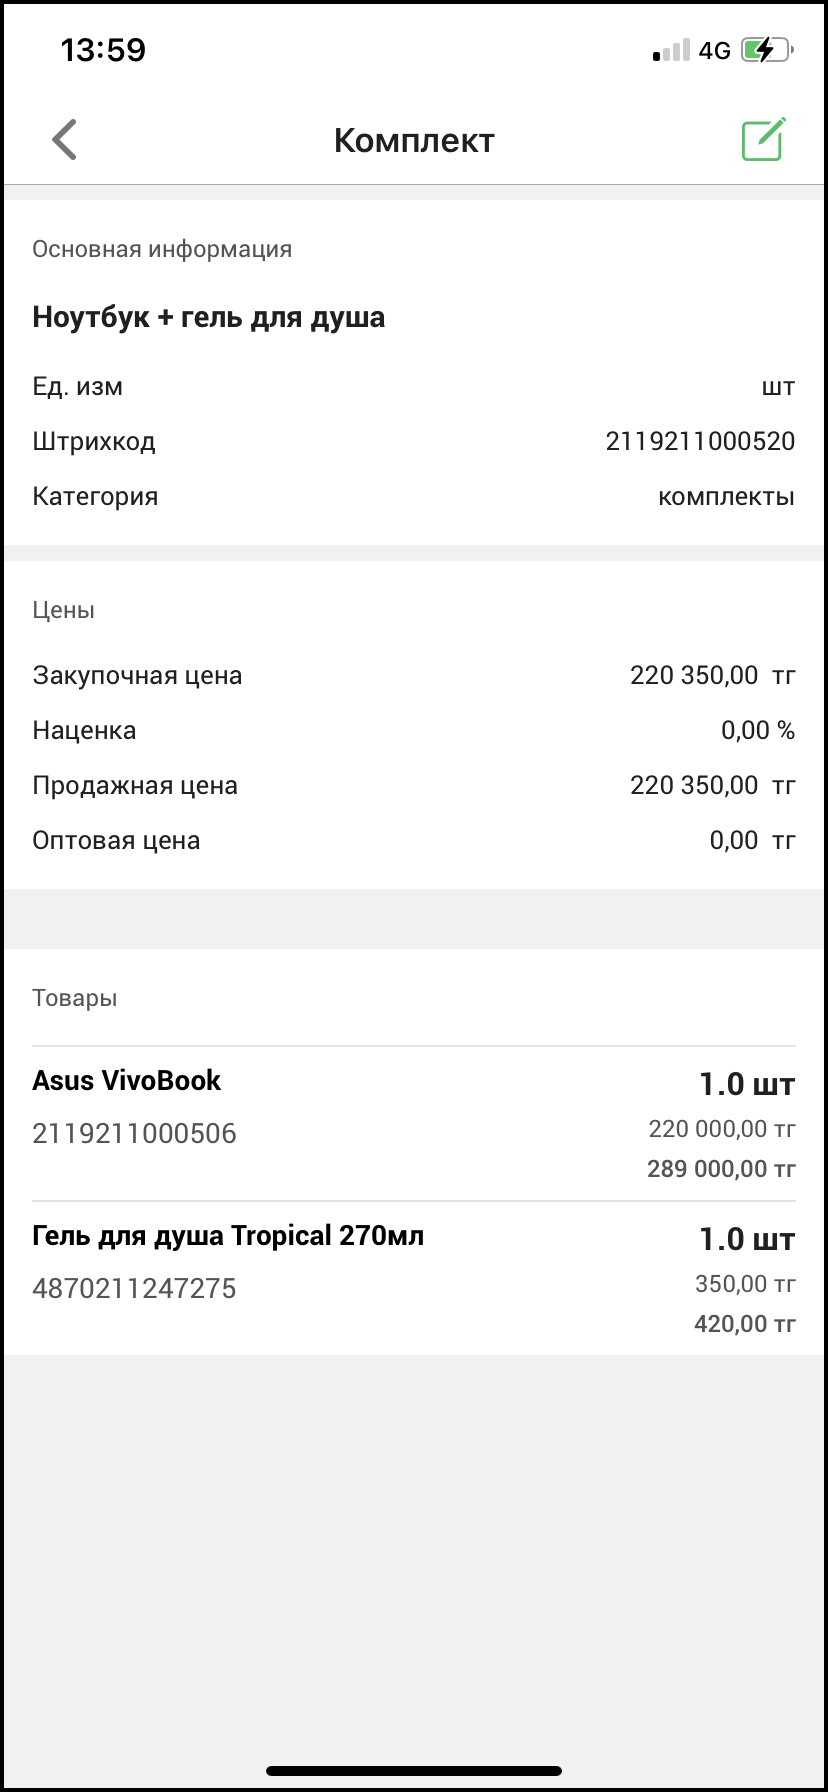 13:59 4G
Комплект
Основная информация
Ноутбук + гель для душа
Ед. изм шт
Штрихкод 2119211000520
Категория комплекты
Цены
Закупочная цена 220 350,00 тг
Наценка 0,00 %
Продажная цена 220 350,00 тг
Оптовая цена 0,00 тг
Товары
Asus VivoBook 1.0 шт
2119211000506 220 000,00 тг
289 000,00 тг
Гель для душа Tropical 270мл 1.0 шт
4870211247275 350,00 тг
420,00 тг